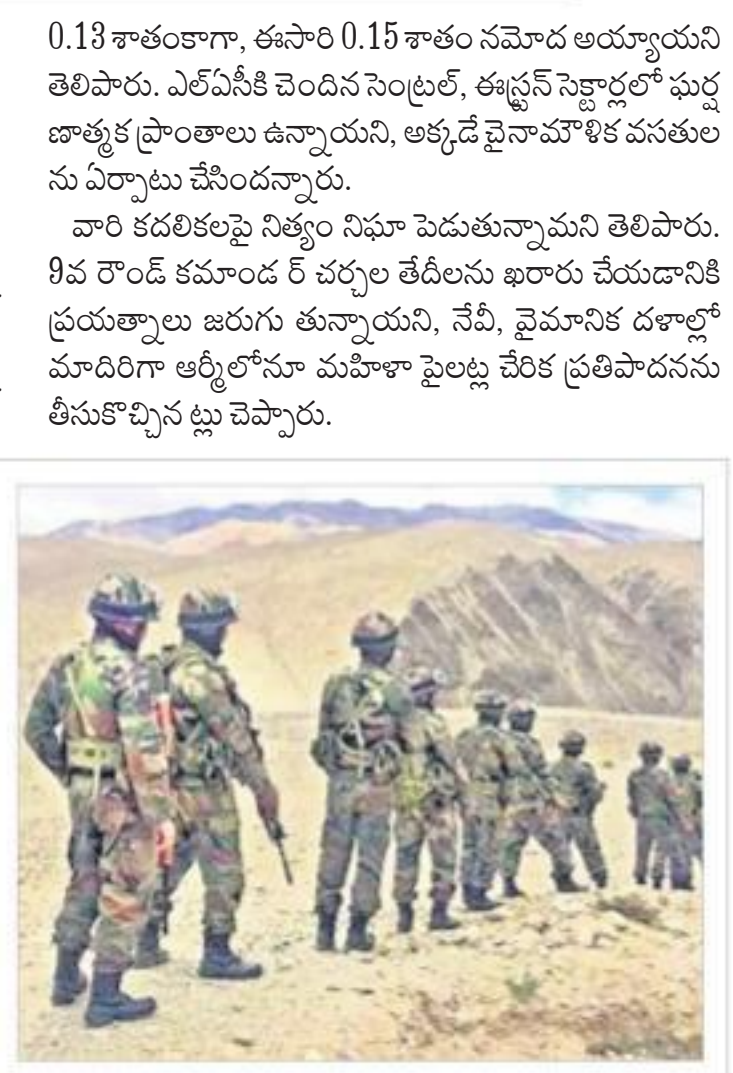 0.13 శాతంకాగా, ఈసారి 0.15 శాతం నమోద అయ్యాయని
తెలిపారు. ఎల్ఏసీకి చెందిన సెంట్రల్, ఈస్ట్రన్ సెక్టార్లలో ఘర్ష
ణాత్మక ప్రాంతాలు ఉన్నాయని, అక్కడే చైనామౌళిక వసతుల
ను ఏర్పాటు చేసిందన్నారు.
వారి కదలికలపై నిత్యం నిఘా పెడుతున్నామని తెలిపారు.
9వ రౌండ్ కమాండ ర్ చర్చల తేదీలను ఖరారు చేయడానికి
ప్రయత్నాలు జరుగు తున్నాయని, నేవీ, వైమానిక దళాల్లో
మాదిరిగా ఆర్మీలోనూ మహిళా పైలట్ల చేరిక ప్రతిపాదనను
తీసుకొచ్చిన ట్లు చెప్పారు.